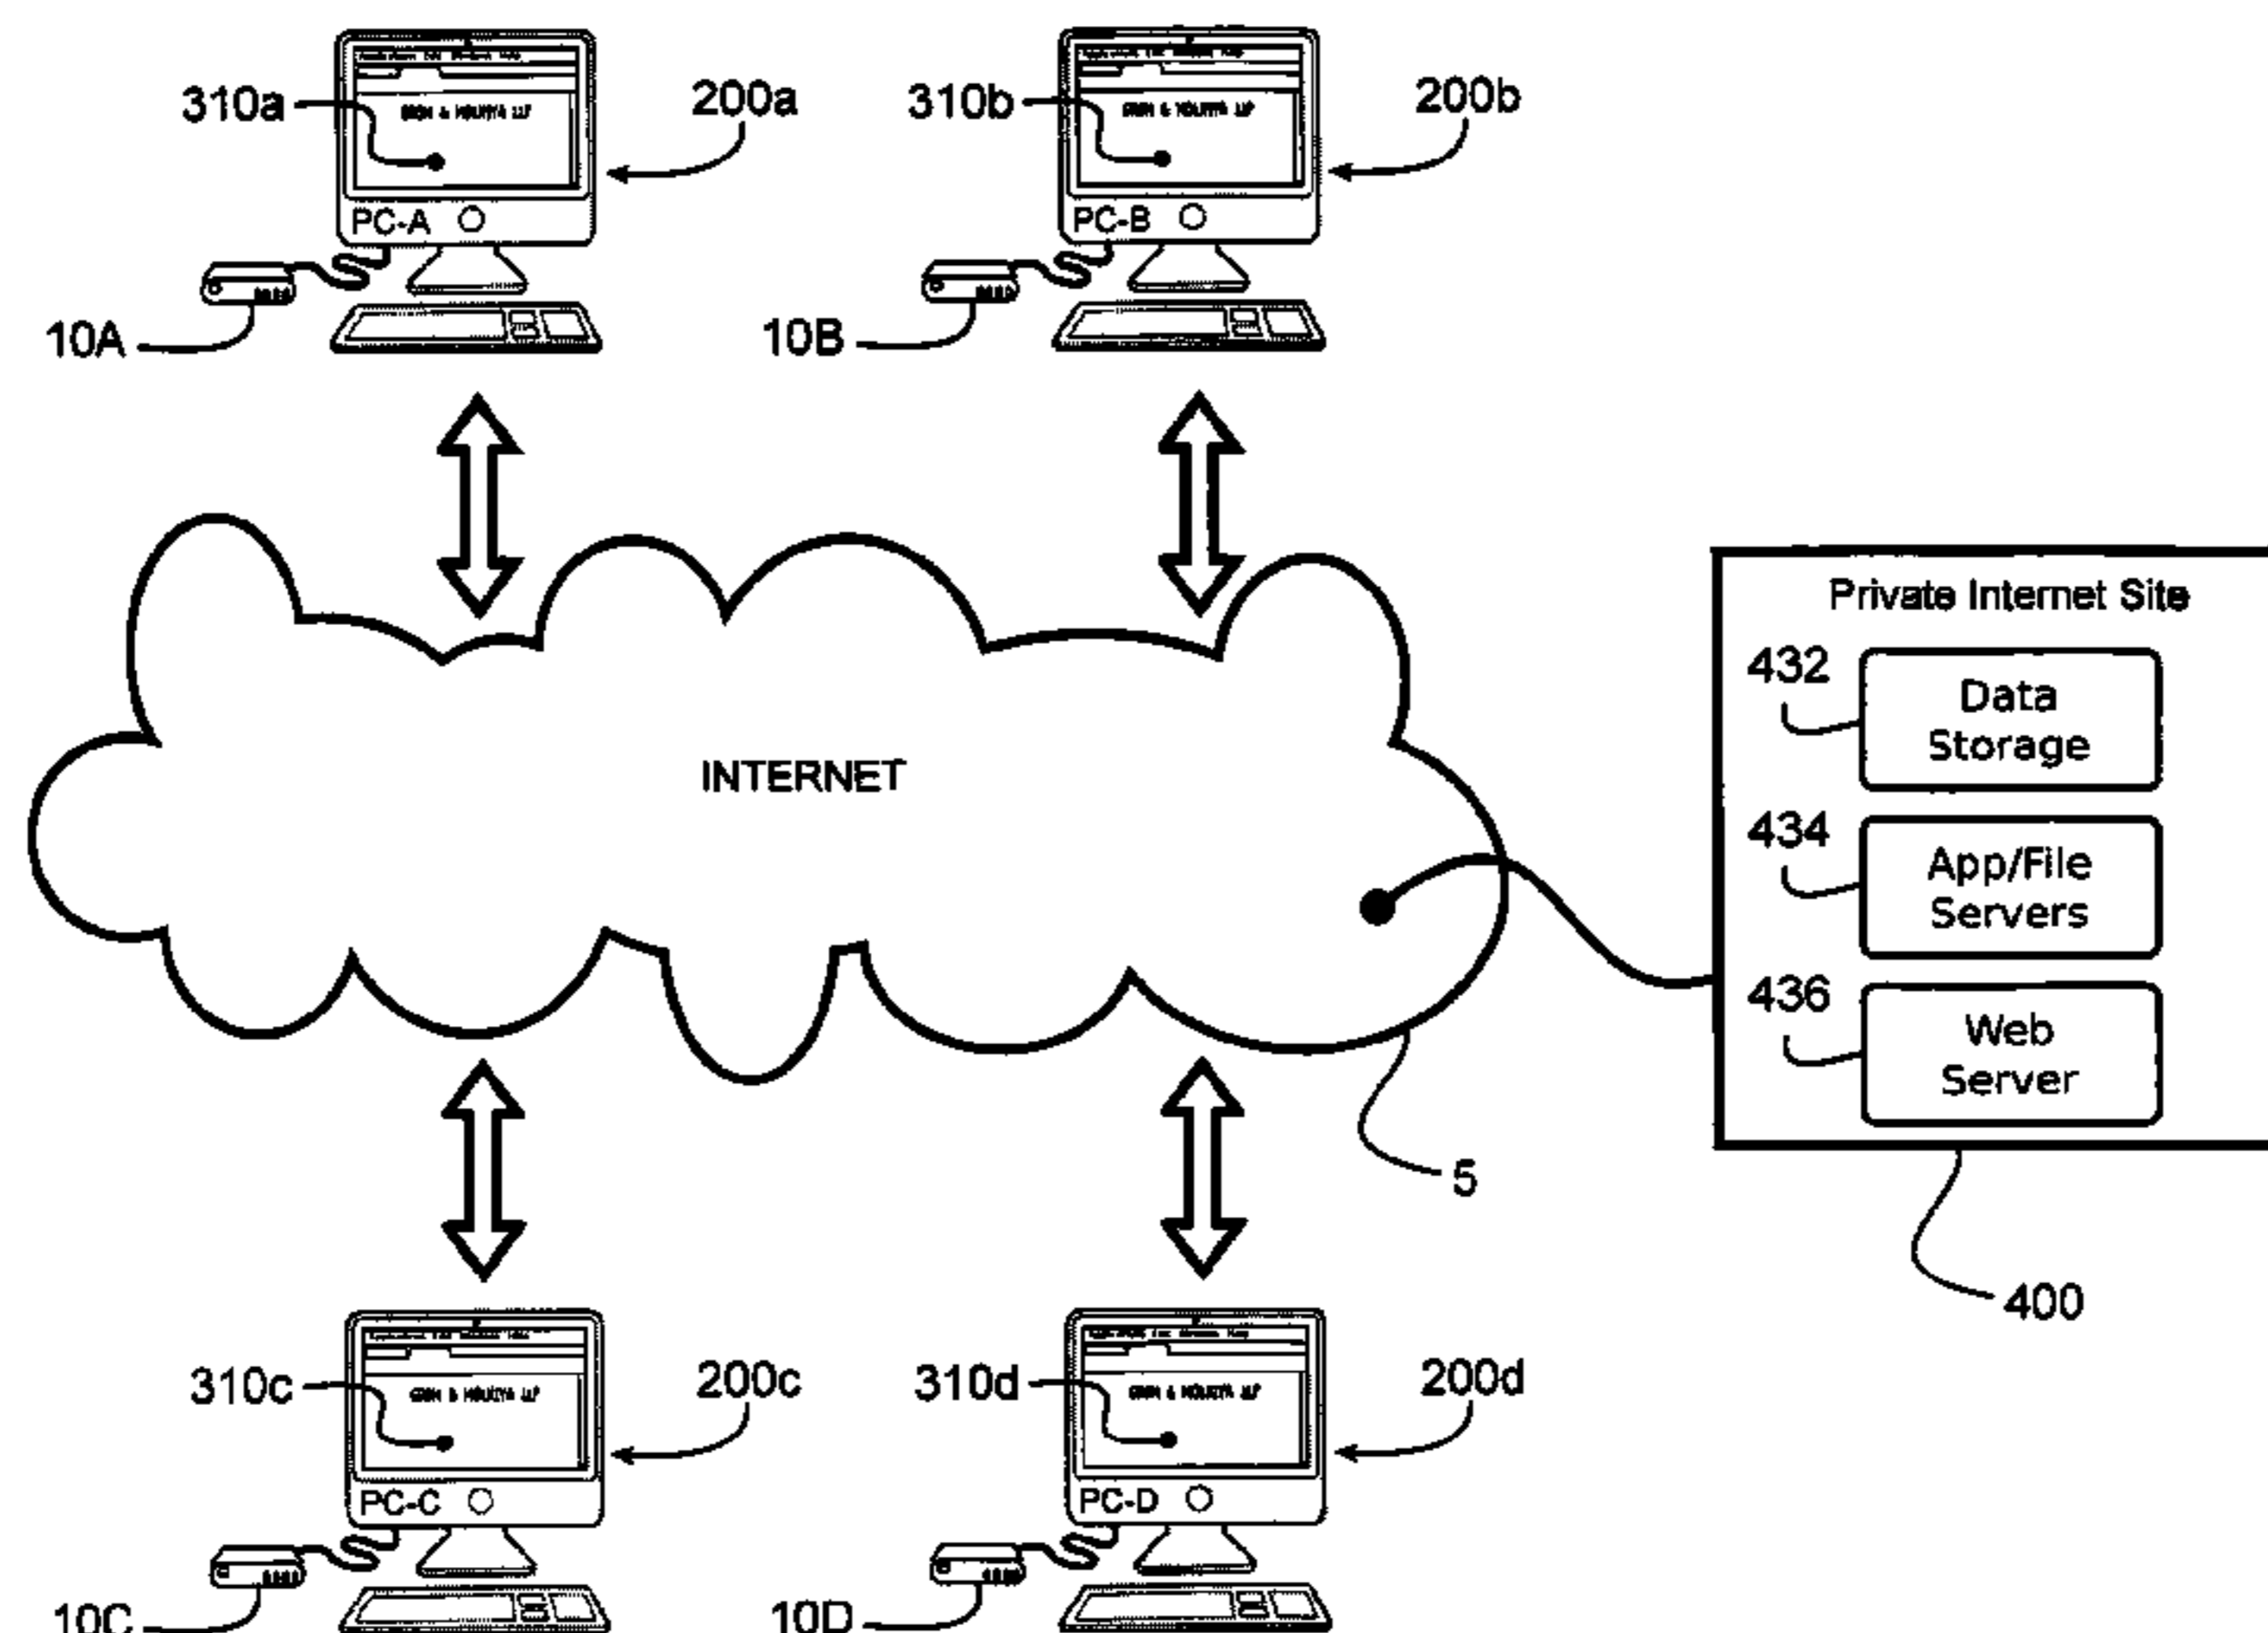 310a
200a
310b
200b
PC-A
PC-B
10A
10B
Private Internet Site
432
Data
Storage
INTERNET
434
App/File
Servers
436
Web
Server
5
400
310c
200c
310d
200d
PC-C
PC-D
10C
10D